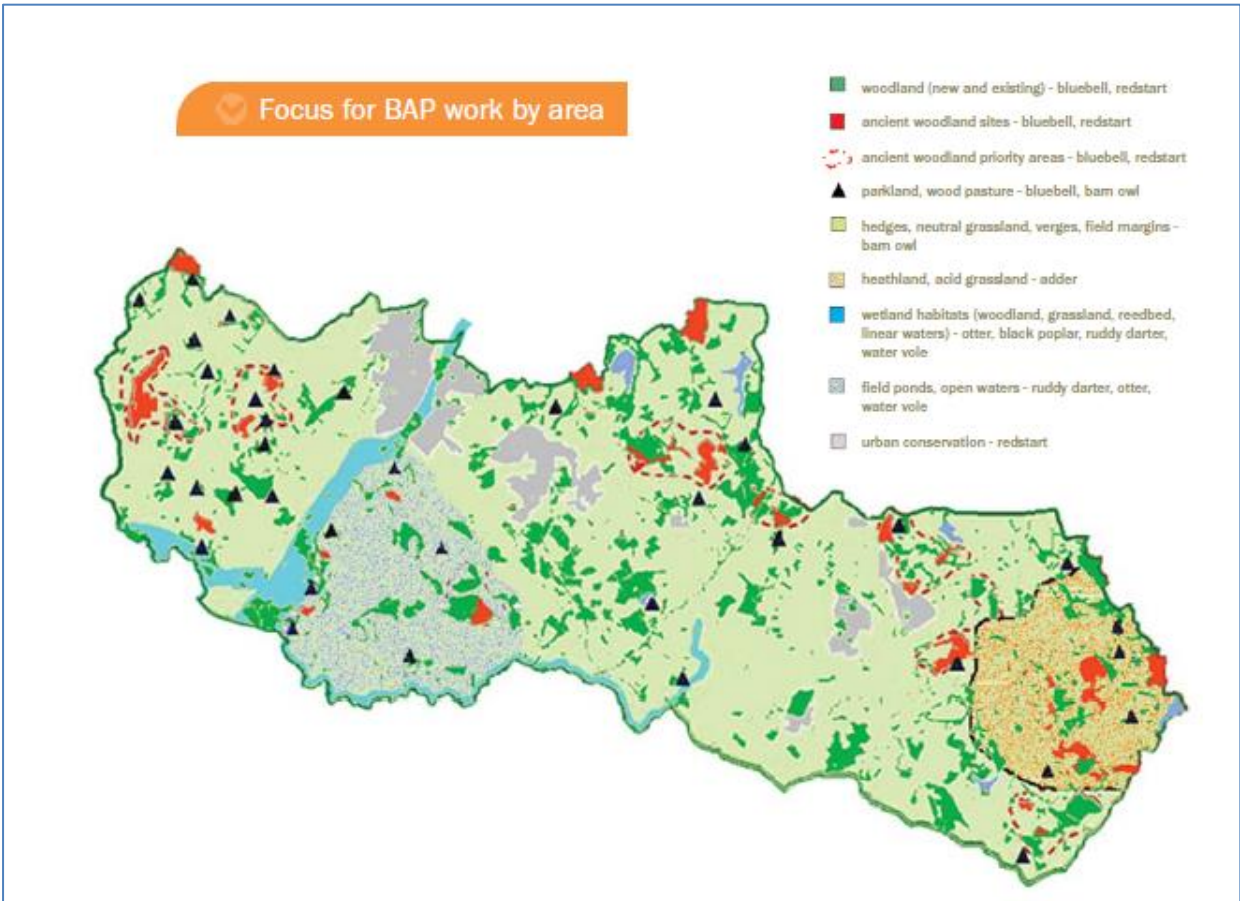 Focus for BAP work by area
woodland (new and existing) - bluebell, redstart
ancient woodland sites - bluebell, redstart
ancient woodland priority areas - bluebell, redstart
parkland, wood pasture - bluebell, barn owl
hedges, neutral grassland, verges, field margins -
barn owl
heathland, acid grassland - adder
wetland habitats (woodland, grassland, reedbed,
linear waters) - otter, black poplar, ruddy darter,
water vole
field ponds, open waters - ruddy darter, otter,
water vole
urban conservation - redstart